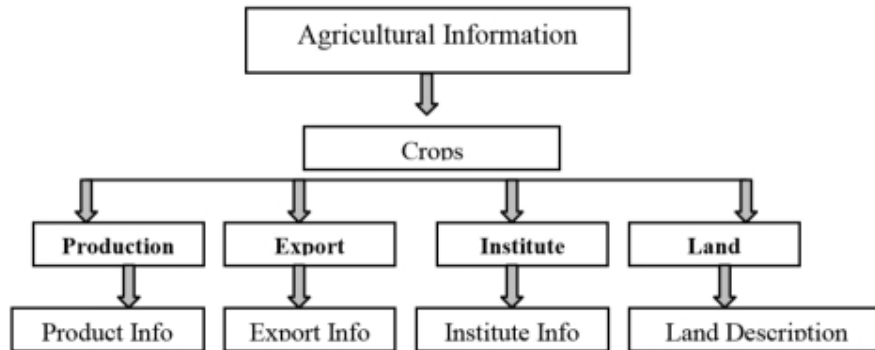 Agricultural Information
Crops
Production Export Institute Land
Product Info Export Info Institute Info Land Description